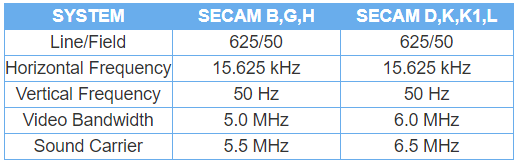 SYSTEM SECAM B,G,H SECAM D,K,K1,L
Line/Field 625/50 625/50
Horizontal Frequency 15.625 kHz 15.625 kHz
Vertical Frequency 50 Hz 50 Hz
Video Bandwidth 5.0 MHz 6.0 MHz
Sound Carrier 5.5 MHz 6.5 MHz